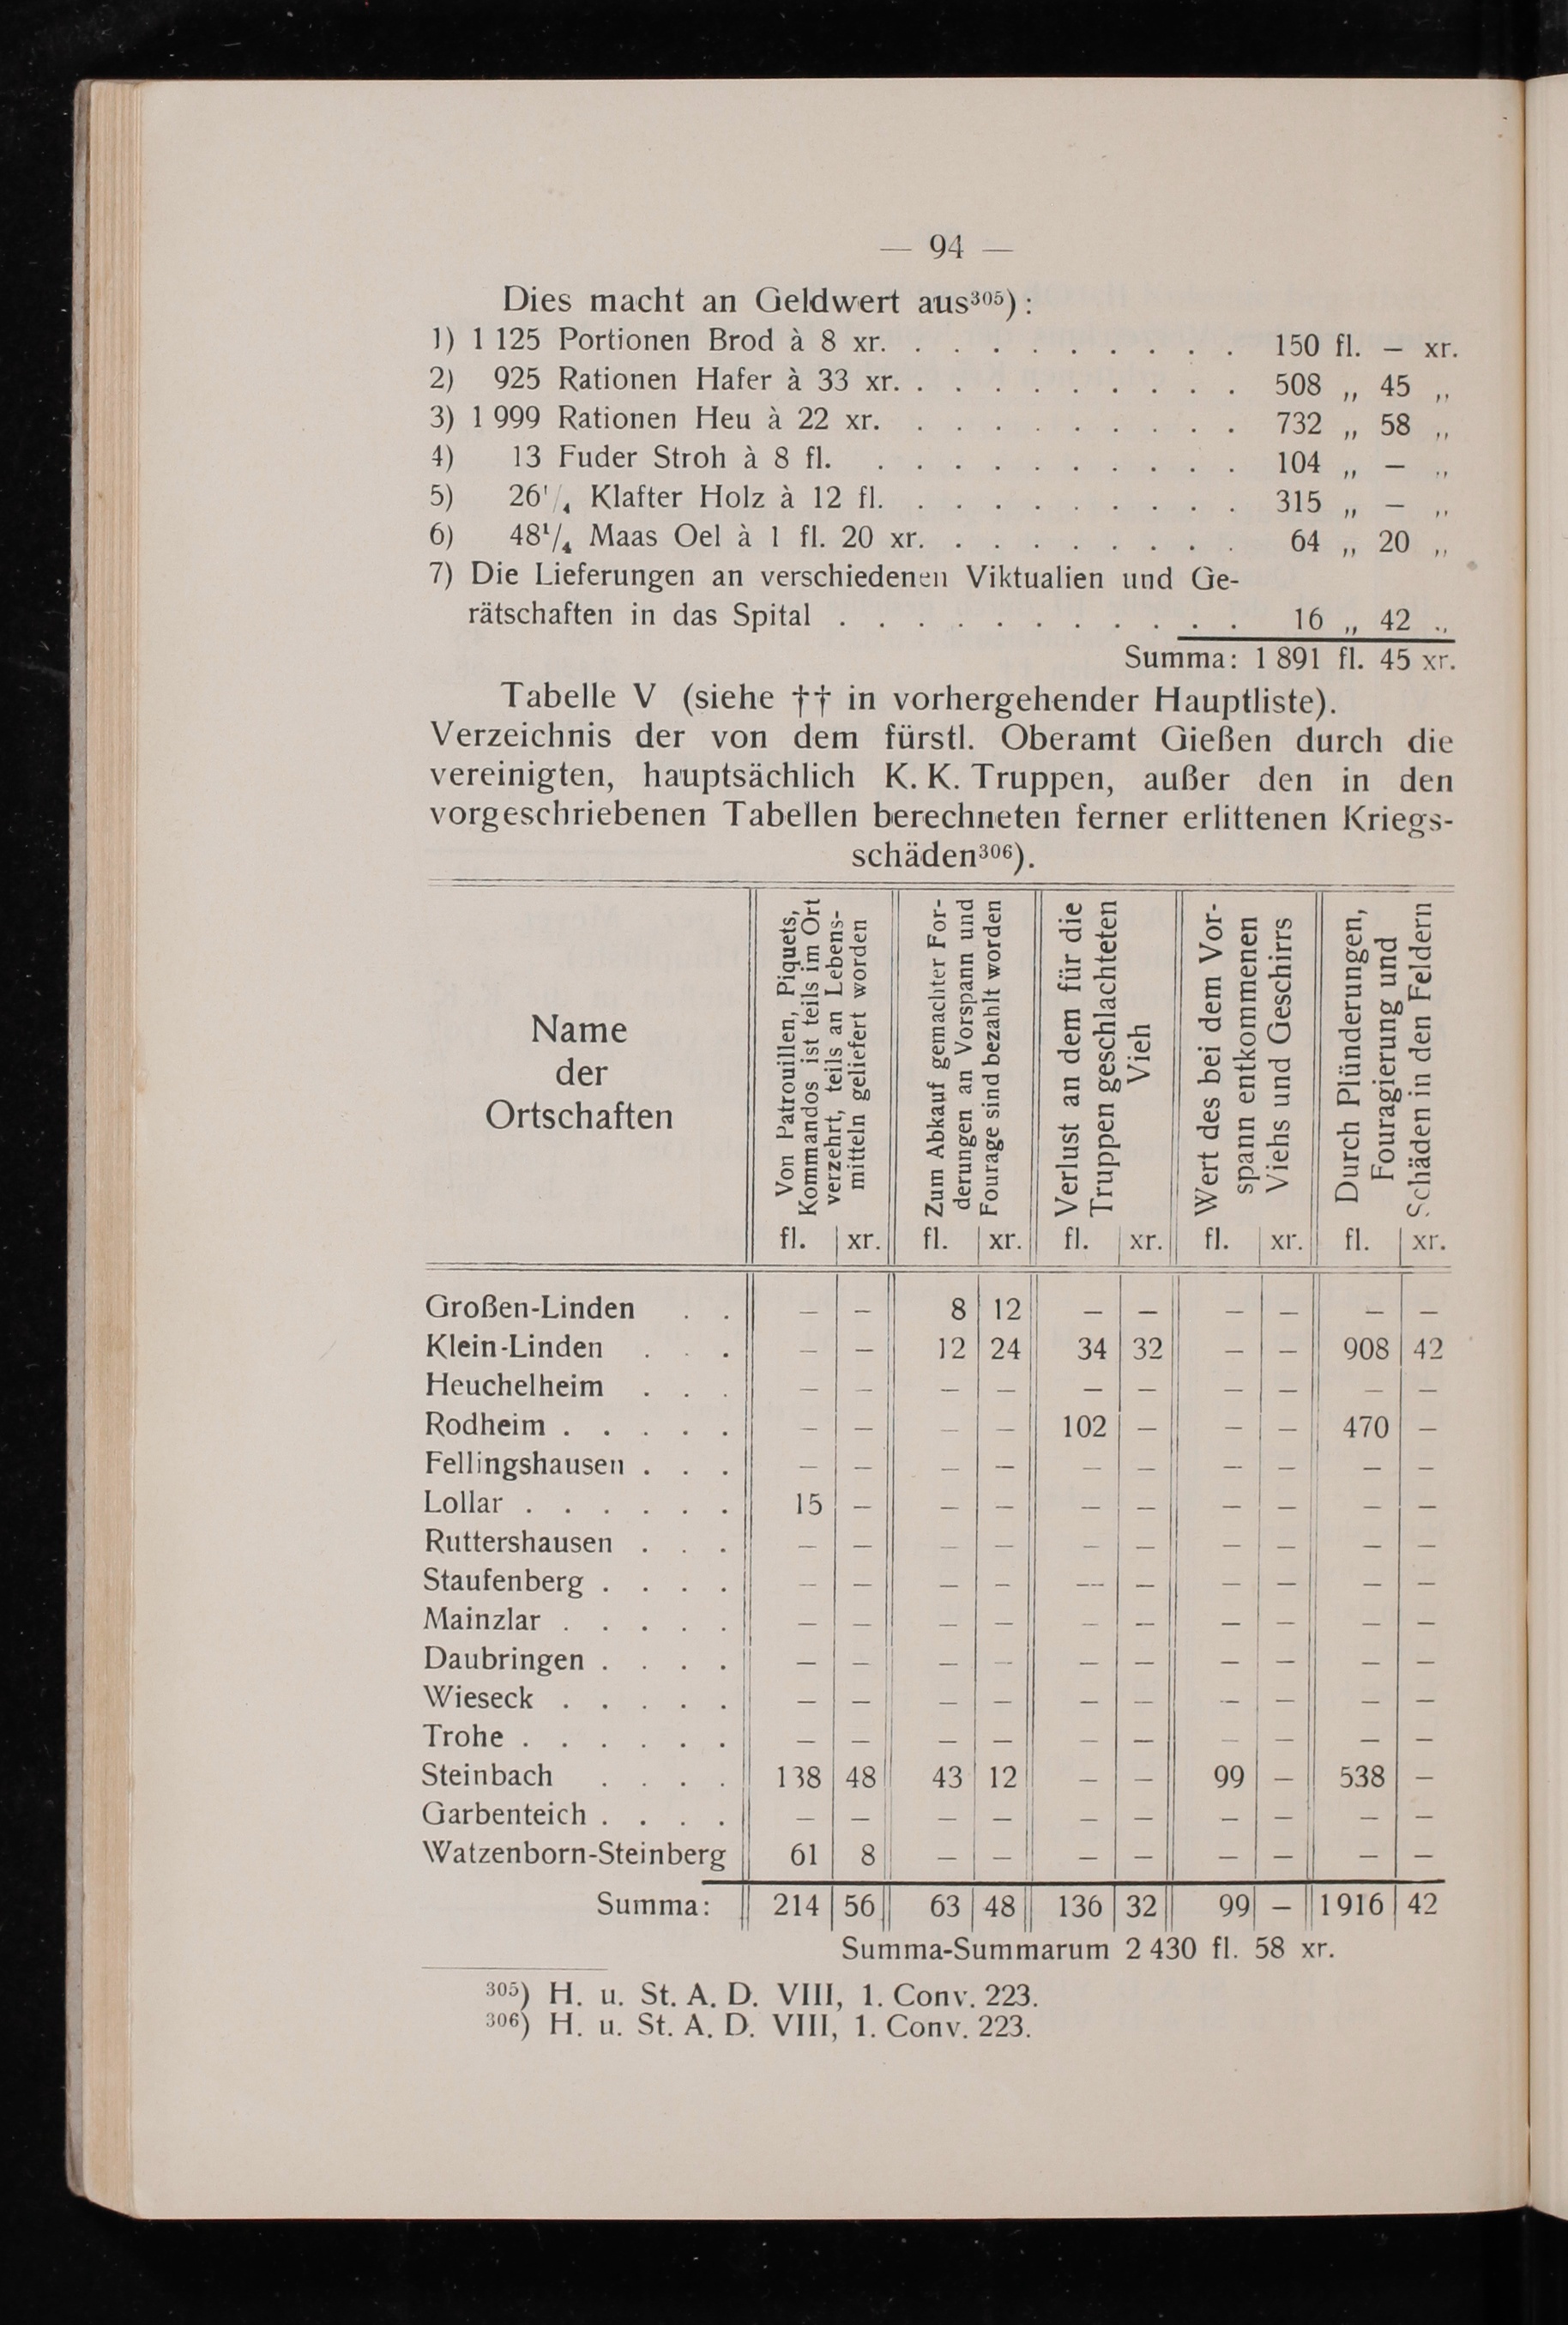 — 94 —
Dies macht an Geldwert aus³⁰⁵):
1) 1 125 Portionen Brod à 8 xr. . . . . . . . . . 150 fl. – xr.
2) 925 Rationen Hafer à 33 xr. . . . . . . . . . 508 „ 45 „
3) 1 999 Rationen Heu à 22 xr. . . . . . . . . . 732 „ 58 „
4) 13 Fuder Stroh à 8 fl. . . . . . . . . . . 104 „ – „
5) 26¹/₄ Klafter Holz à 12 fl. . . . . . . . . . 315 „ – „
6) 48¹/₄ Maas Oel à 1 fl. 20 xr. . . . . . . . . 64 „ 20 „
7) Die Lieferungen an verschiedenen Viktualien und Ge-
rätschaften in das Spital . . . . . . . . . . . 16 „ 42 „
Summa: 1 891 fl. 45 xr.
Tabelle V (siehe †† in vorhergehender Hauptliste).
Verzeichnis der von dem fürstl. Oberamt Gießen durch die
vereinigten, hauptsächlich K. K. Truppen, außer den in den
vorgeschriebenen Tabellen berechneten ferner erlittenen Kriegs-
schäden³⁰⁶).
Name
der
Ortschaften
Von Patrouillen, Piquets,
Kommandos ist teils im Ort
verzehrt, teils an Lebens-
mitteln geliefert worden
Zum Abkauf gemachter For-
derungen an Vorspann und
Fourage sind bezahlt worden
Verlust an dem für die
Truppen geschlachteten
Vieh
Wert des bei dem Vor-
spann entkommenen
Viehs und Geschirrs
Durch Plünderungen,
Fouragierung und
Schäden in den Feldern
fl. xr. fl. xr. fl. xr. fl. xr. fl. xr.
Großen-Linden . . – – 8 12 – – – – – –
Klein-Linden . . . – – 12 24 34 32 – – 908 42
Heuchelheim . . . – – – – – – – – – –
Rodheim . . . . . – – – – 102 – – – 470 –
Fellingshausen . . . – – – – – – – – – –
Lollar . . . . . . 15 – – – – – – – – –
Ruttershausen . . . – – – – – – – – – –
Staufenberg . . . . – – – – – – – – – –
Mainzlar . . . . . – – – – – – – – – –
Daubringen . . . . – – – – – – – – – –
Wieseck . . . . . – – – – – – – – – –
Trohe . . . . . . – – – – – – – – – –
Steinbach . . . . 138 48 43 12 – – 99 – 538 –
Garbenteich . . . . – – – – – – – – – –
Watzenborn-Steinberg 61 8 – – – – – – – –
Summa: 214 56 63 48 136 32 99 – 1916 42
Summa-Summarum 2 430 fl. 58 xr.
³⁰⁵) H. u. St. A. D. VIII, 1. Conv. 223.
³⁰⁶) H. u. St. A. D. VIII, 1. Conv. 223.